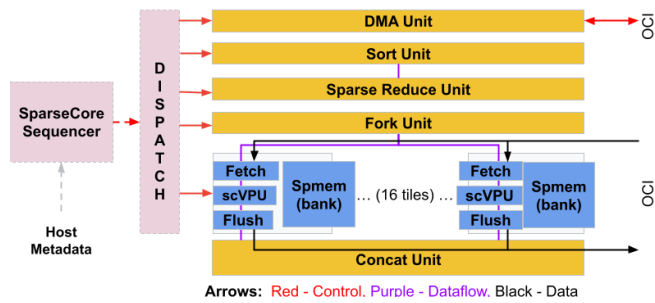 DMA Unit
OCI
Sort Unit
DISPATCH
Sparse Reduce Unit
SparseCore
Sequencer
Fork Unit
Fetch
scVPU
Flush
Spmem
(bank)
... (16 tiles) ...
Fetch
scVPU
Flush
Spmem
(bank)
OCI
Host
Metadata
Concat Unit
Arrows: Red - Control, Purple - Dataflow, Black - Data